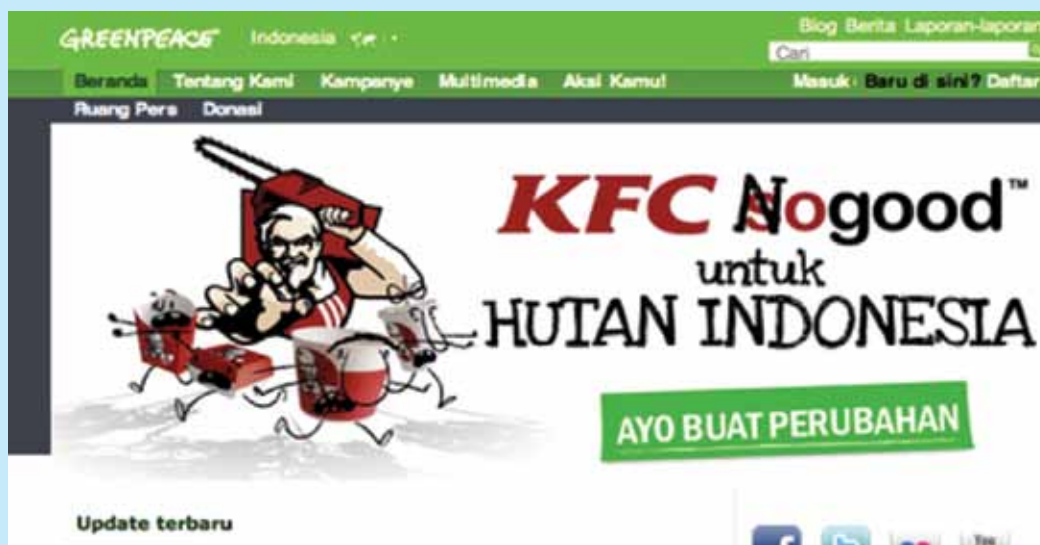 GREENPEACE Indonesia
Blog Berita Laporan-laporan
Cari
Beranda Tentang Kami Kampanye Multimedia Aksi Kamu! Masuk Baru di sini? Daftar
Ruang Pers Donasi
KFC Nogood™
untuk
HUTAN INDONESIA
AYO BUAT PERUBAHAN
Update terbaru
f
You